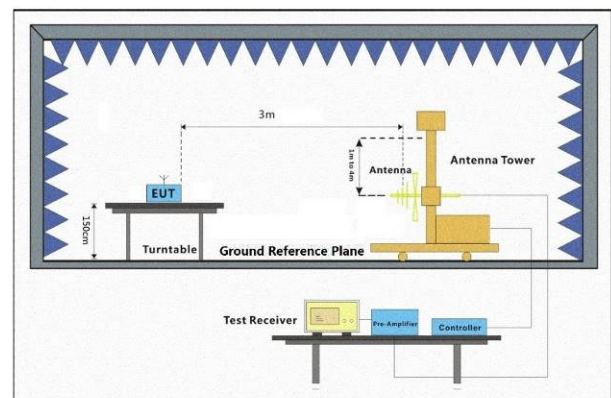 3m
1m to 4m
Antenna
Antenna Tower
EUT
150cm
Turntable
Ground Reference Plane
Test Receiver
Pre-Amplifier
Controller